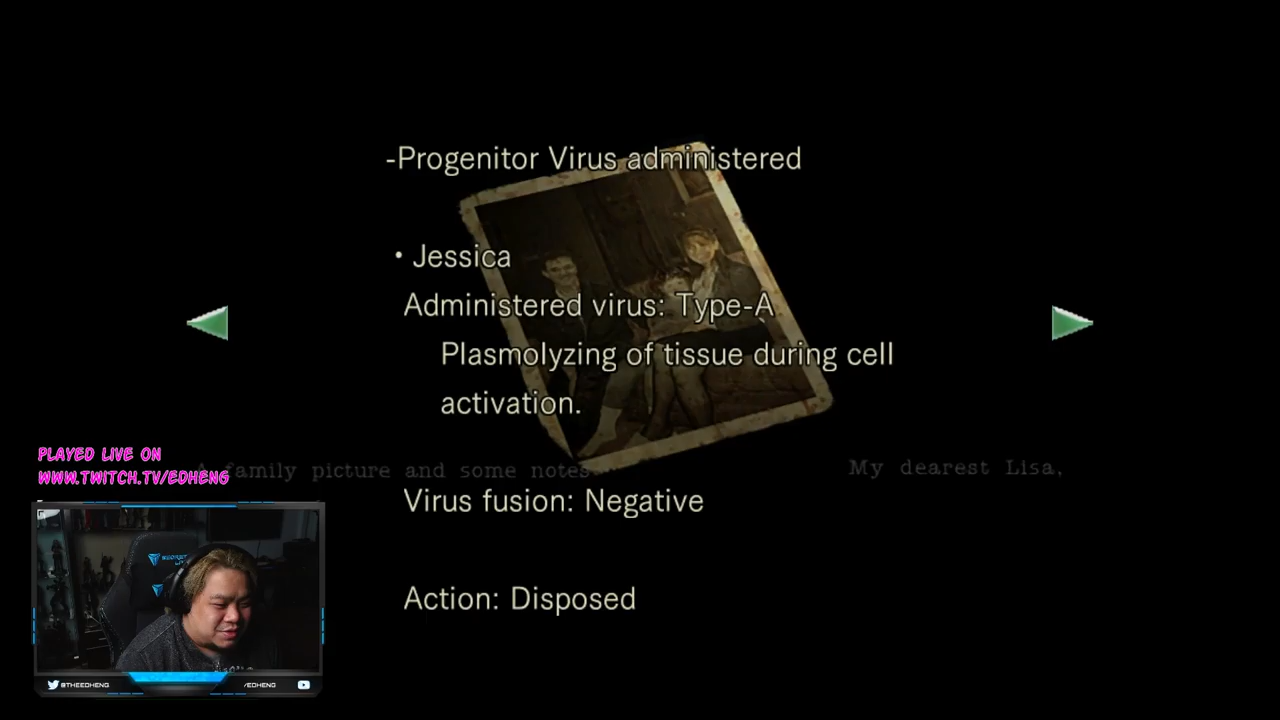 -Progenitor Virus administered
• Jessica
Administered virus: Type-A
Plasmolyzing of tissue during cell
activation.
family picture and some notes
My dearest Lisa,
Virus fusion: Negative
Action: Disposed
PLAYED LIVE ON
WWW.TWITCH.TV/EDHENG
@THEEDHENG
/EDHENG